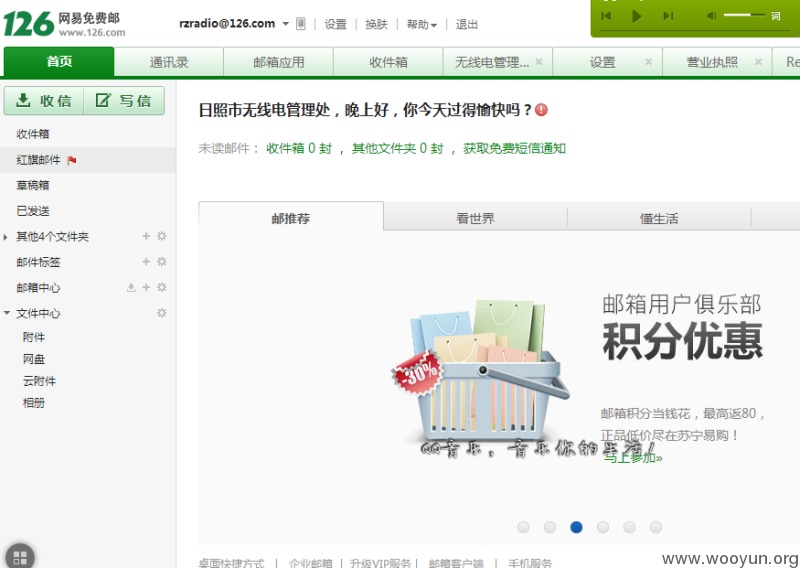 126 网易免费邮
www.126.com
rzradio@126.com
设置 | 换肤 | 帮助 | 退出
词
首页
通讯录
邮箱应用
收件箱
无线电管理...
设置
营业执照
Re
收信
写信
收件箱
红旗邮件
草稿箱
已发送
其他4个文件夹
邮件标签
邮箱中心
文件中心
附件
网盘
云附件
相册
日照市无线电管理处，晚上好，你今天过得愉快吗？
未读邮件： 收件箱 0 封 ， 其他文件夹 0 封 ， 获取免费短信通知
邮推荐
看世界
懂生活
邮箱用户俱乐部
积分优惠
-30%
邮箱积分当钱花，最高返80，
正品低价尽在苏宁易购！
马上参加»
QQ音乐，音乐你的生活！
桌面快捷方式 | 企业邮箱 | 升级VIP服务 | 邮箱客户端 | 手机服务
www.wooyun.org